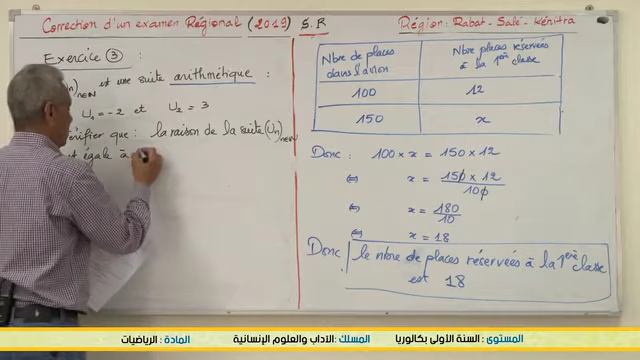 Correction d'un examen Régional (2019) S.R
Région: Rabat-Salé-Kénitra
Exercice ③ :
n)n∈N est une suite arithmétique :
U₁ = -2 et U₂ = 3
érifier que: la raison de la suite (Un)n∈N
t égale à
Nbre de places dans l'avion
Nbre places réservées à la 1ère classe
100
12
150
x
Donc : 100 × x = 150 × 12
⇔ x = 150 × 12 / 100
⇔ x = 180 / 10
⇔ x = 18
Donc le nbre de places réservées à la 1ère classe
est 18
المستوى : السنة الأولى بكالوريا
المسلك: الآداب والعلوم الإنسانية
المادة : الرياضيات